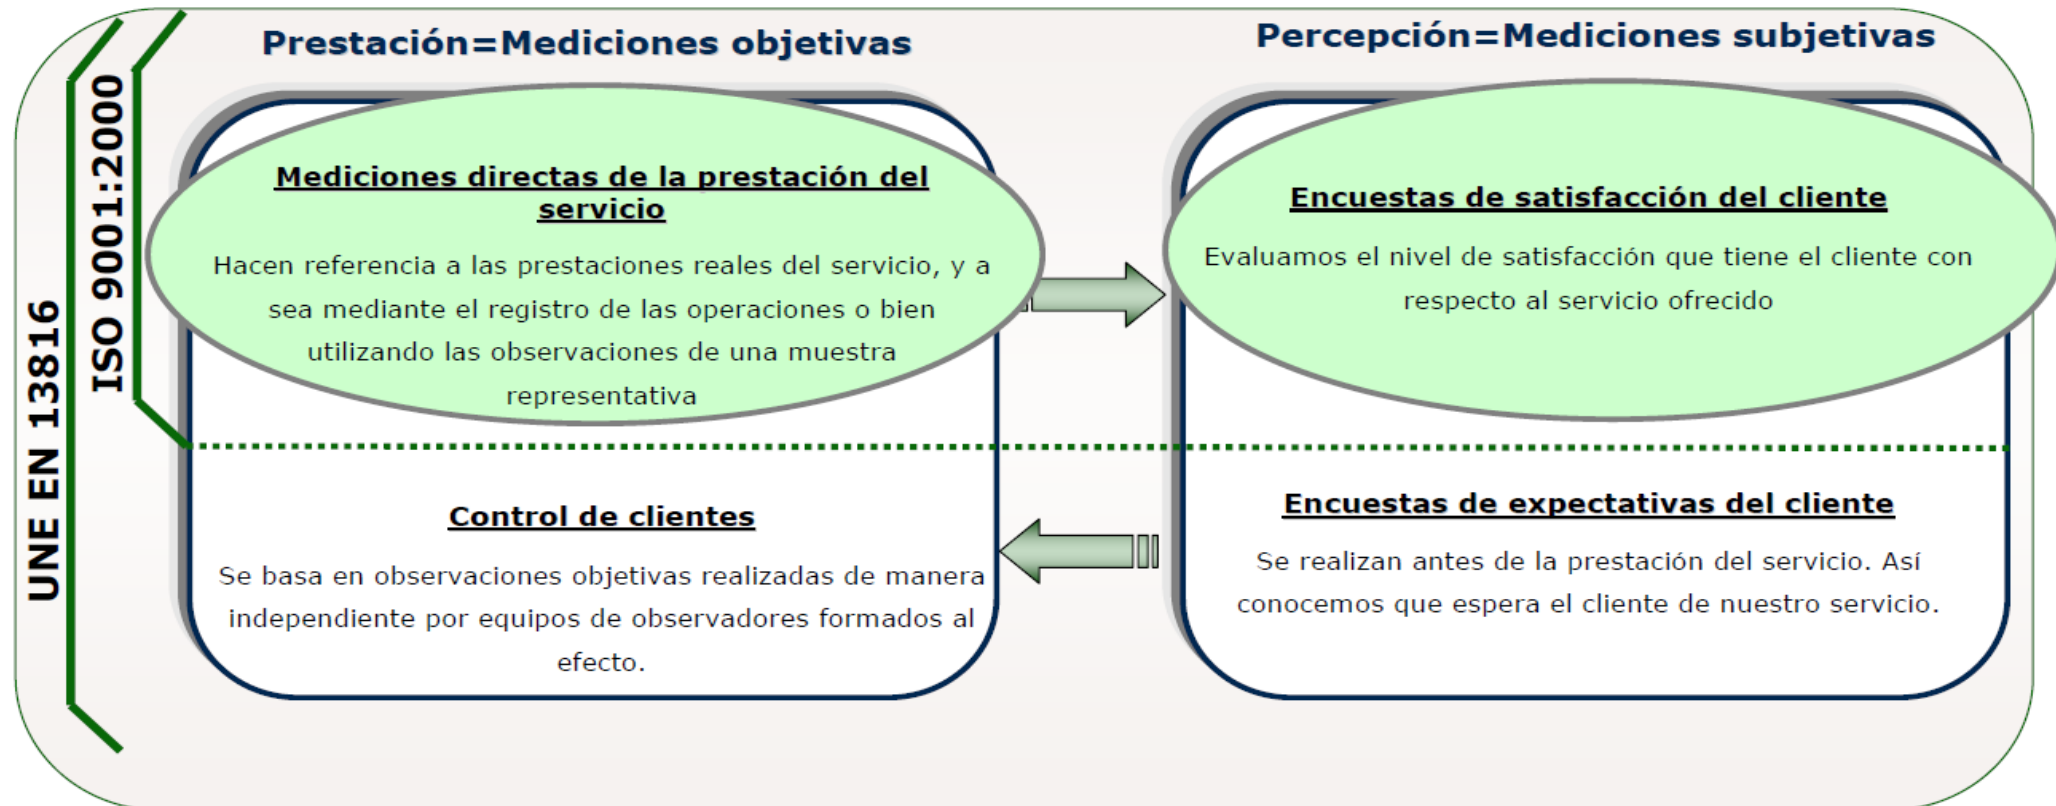 Prestación=Mediciones objetivas
Percepción=Mediciones subjetivas
UNE EN 13816
ISO 9001:2000
Mediciones directas de la prestación del
servicio
Hacen referencia a las prestaciones reales del servicio, y a
sea mediante el registro de las operaciones o bien
utilizando las observaciones de una muestra
representativa
Encuestas de satisfacción del cliente
Evaluamos el nivel de satisfacción que tiene el cliente con
respecto al servicio ofrecido
Control de clientes
Se basa en observaciones objetivas realizadas de manera
independiente por equipos de observadores formados al
efecto.
Encuestas de expectativas del cliente
Se realizan antes de la prestación del servicio. Así
conocemos que espera el cliente de nuestro servicio.